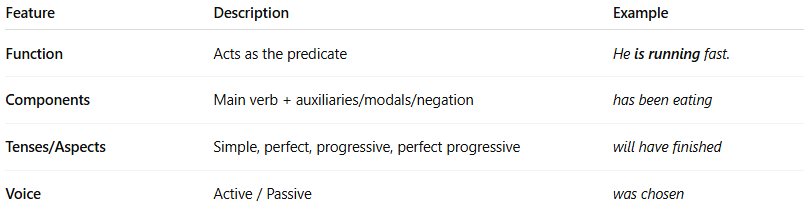 Feature Description Example
Function Acts as the predicate He is running fast.
Components Main verb + auxiliaries/modals/negation has been eating
Tenses/Aspects Simple, perfect, progressive, perfect progressive will have finished
Voice Active / Passive was chosen